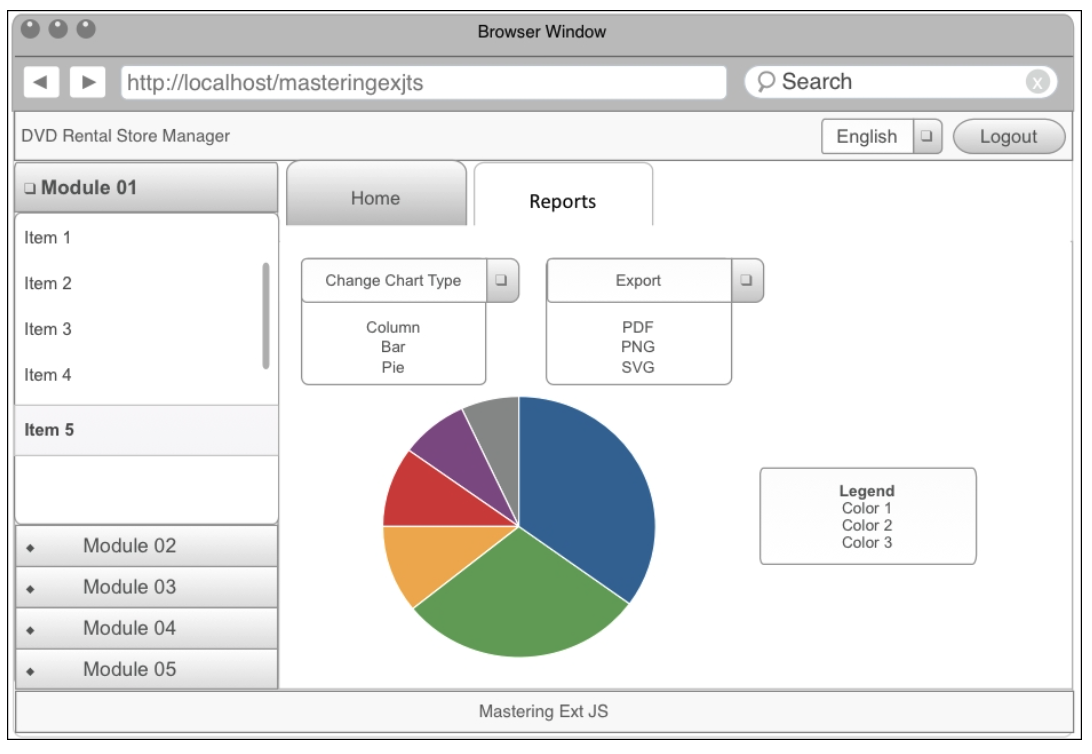 Browser Window
http://localhost/masteringexjts
Search
x
DVD Rental Store Manager
English
Logout
Module 01
Home
Reports
Item 1
Item 2
Item 3
Item 4
Item 5
Change Chart Type
Column
Bar
Pie
Export
PDF
PNG
SVG
Legend
Color 1
Color 2
Color 3
Module 02
Module 03
Module 04
Module 05
Mastering Ext JS